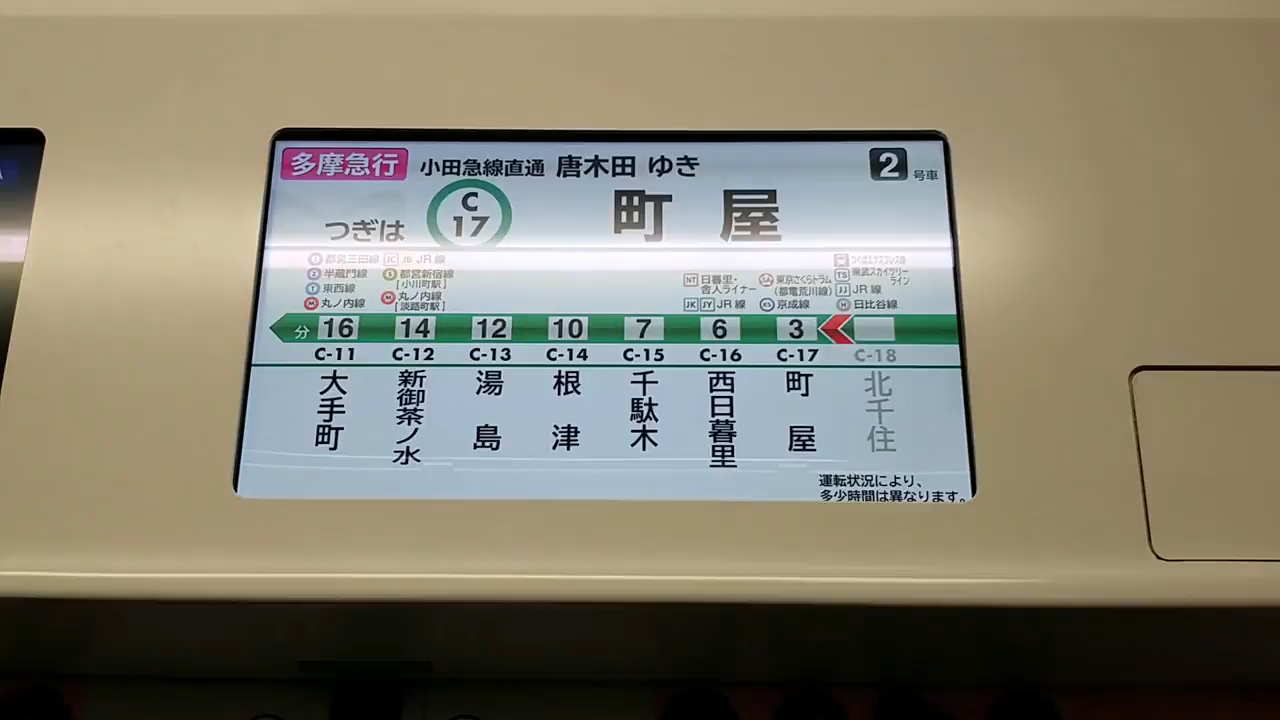 多摩急行 小田急線直通 唐木田 ゆき 2 号車
つぎは C 17 町屋
I 都営三田線 JC JB JR線
Z 半蔵門線 S 都営新宿線
[小川町駅]
T 東西線
M 丸ノ内線 M 丸ノ内線
[淡路町駅]
NT 日暮里・舎人ライナー
JK JY JR線
SA 東京さくらトラム
(都電荒川線)
KS 京成線
つくばエクスプレス線
TS 東武スカイツリーライン
JJ JR線
H 日比谷線
分 16 14 12 10 7 6 3
C-11 C-12 C-13 C-14 C-15 C-16 C-17 C-18
大手町 新御茶ノ水 湯島 根津 千駄木 西日暮里 町屋 北千住
運転状況により、
多少時間は異なります。